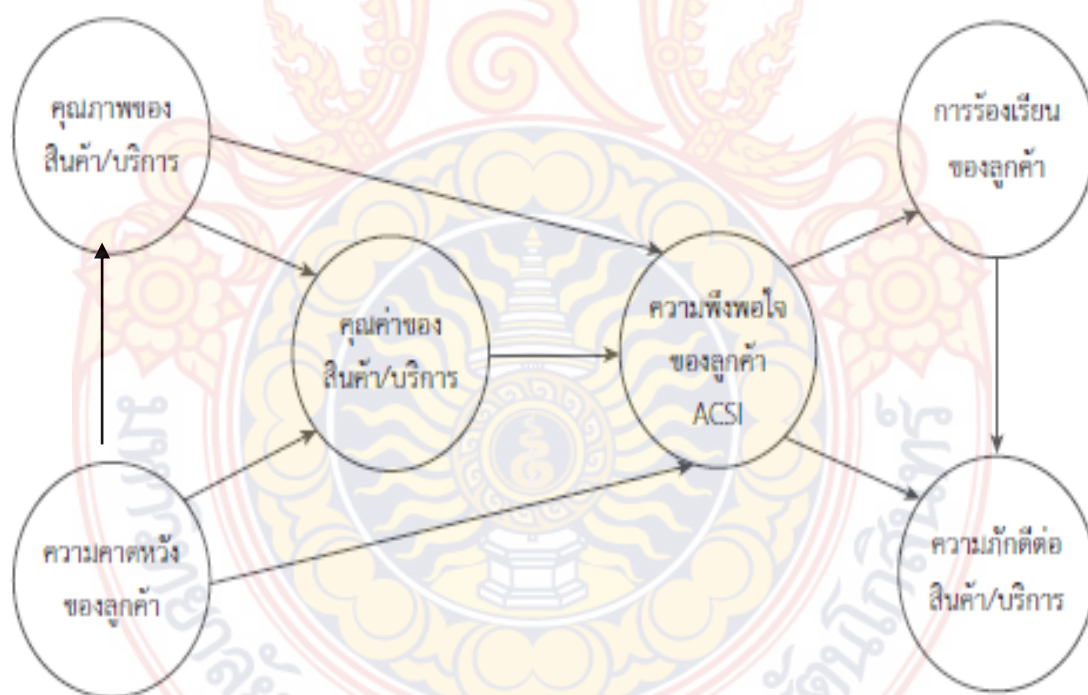 คุณภาพของ
สินค้า/บริการ
การร้องเรียน
ของลูกค้า
คุณค่าของ
สินค้า/บริการ
ความพึงพอใจ
ของลูกค้า
ACSI
ความคาดหวัง
ของลูกค้า
ความภักดีต่อ
สินค้า/บริการ